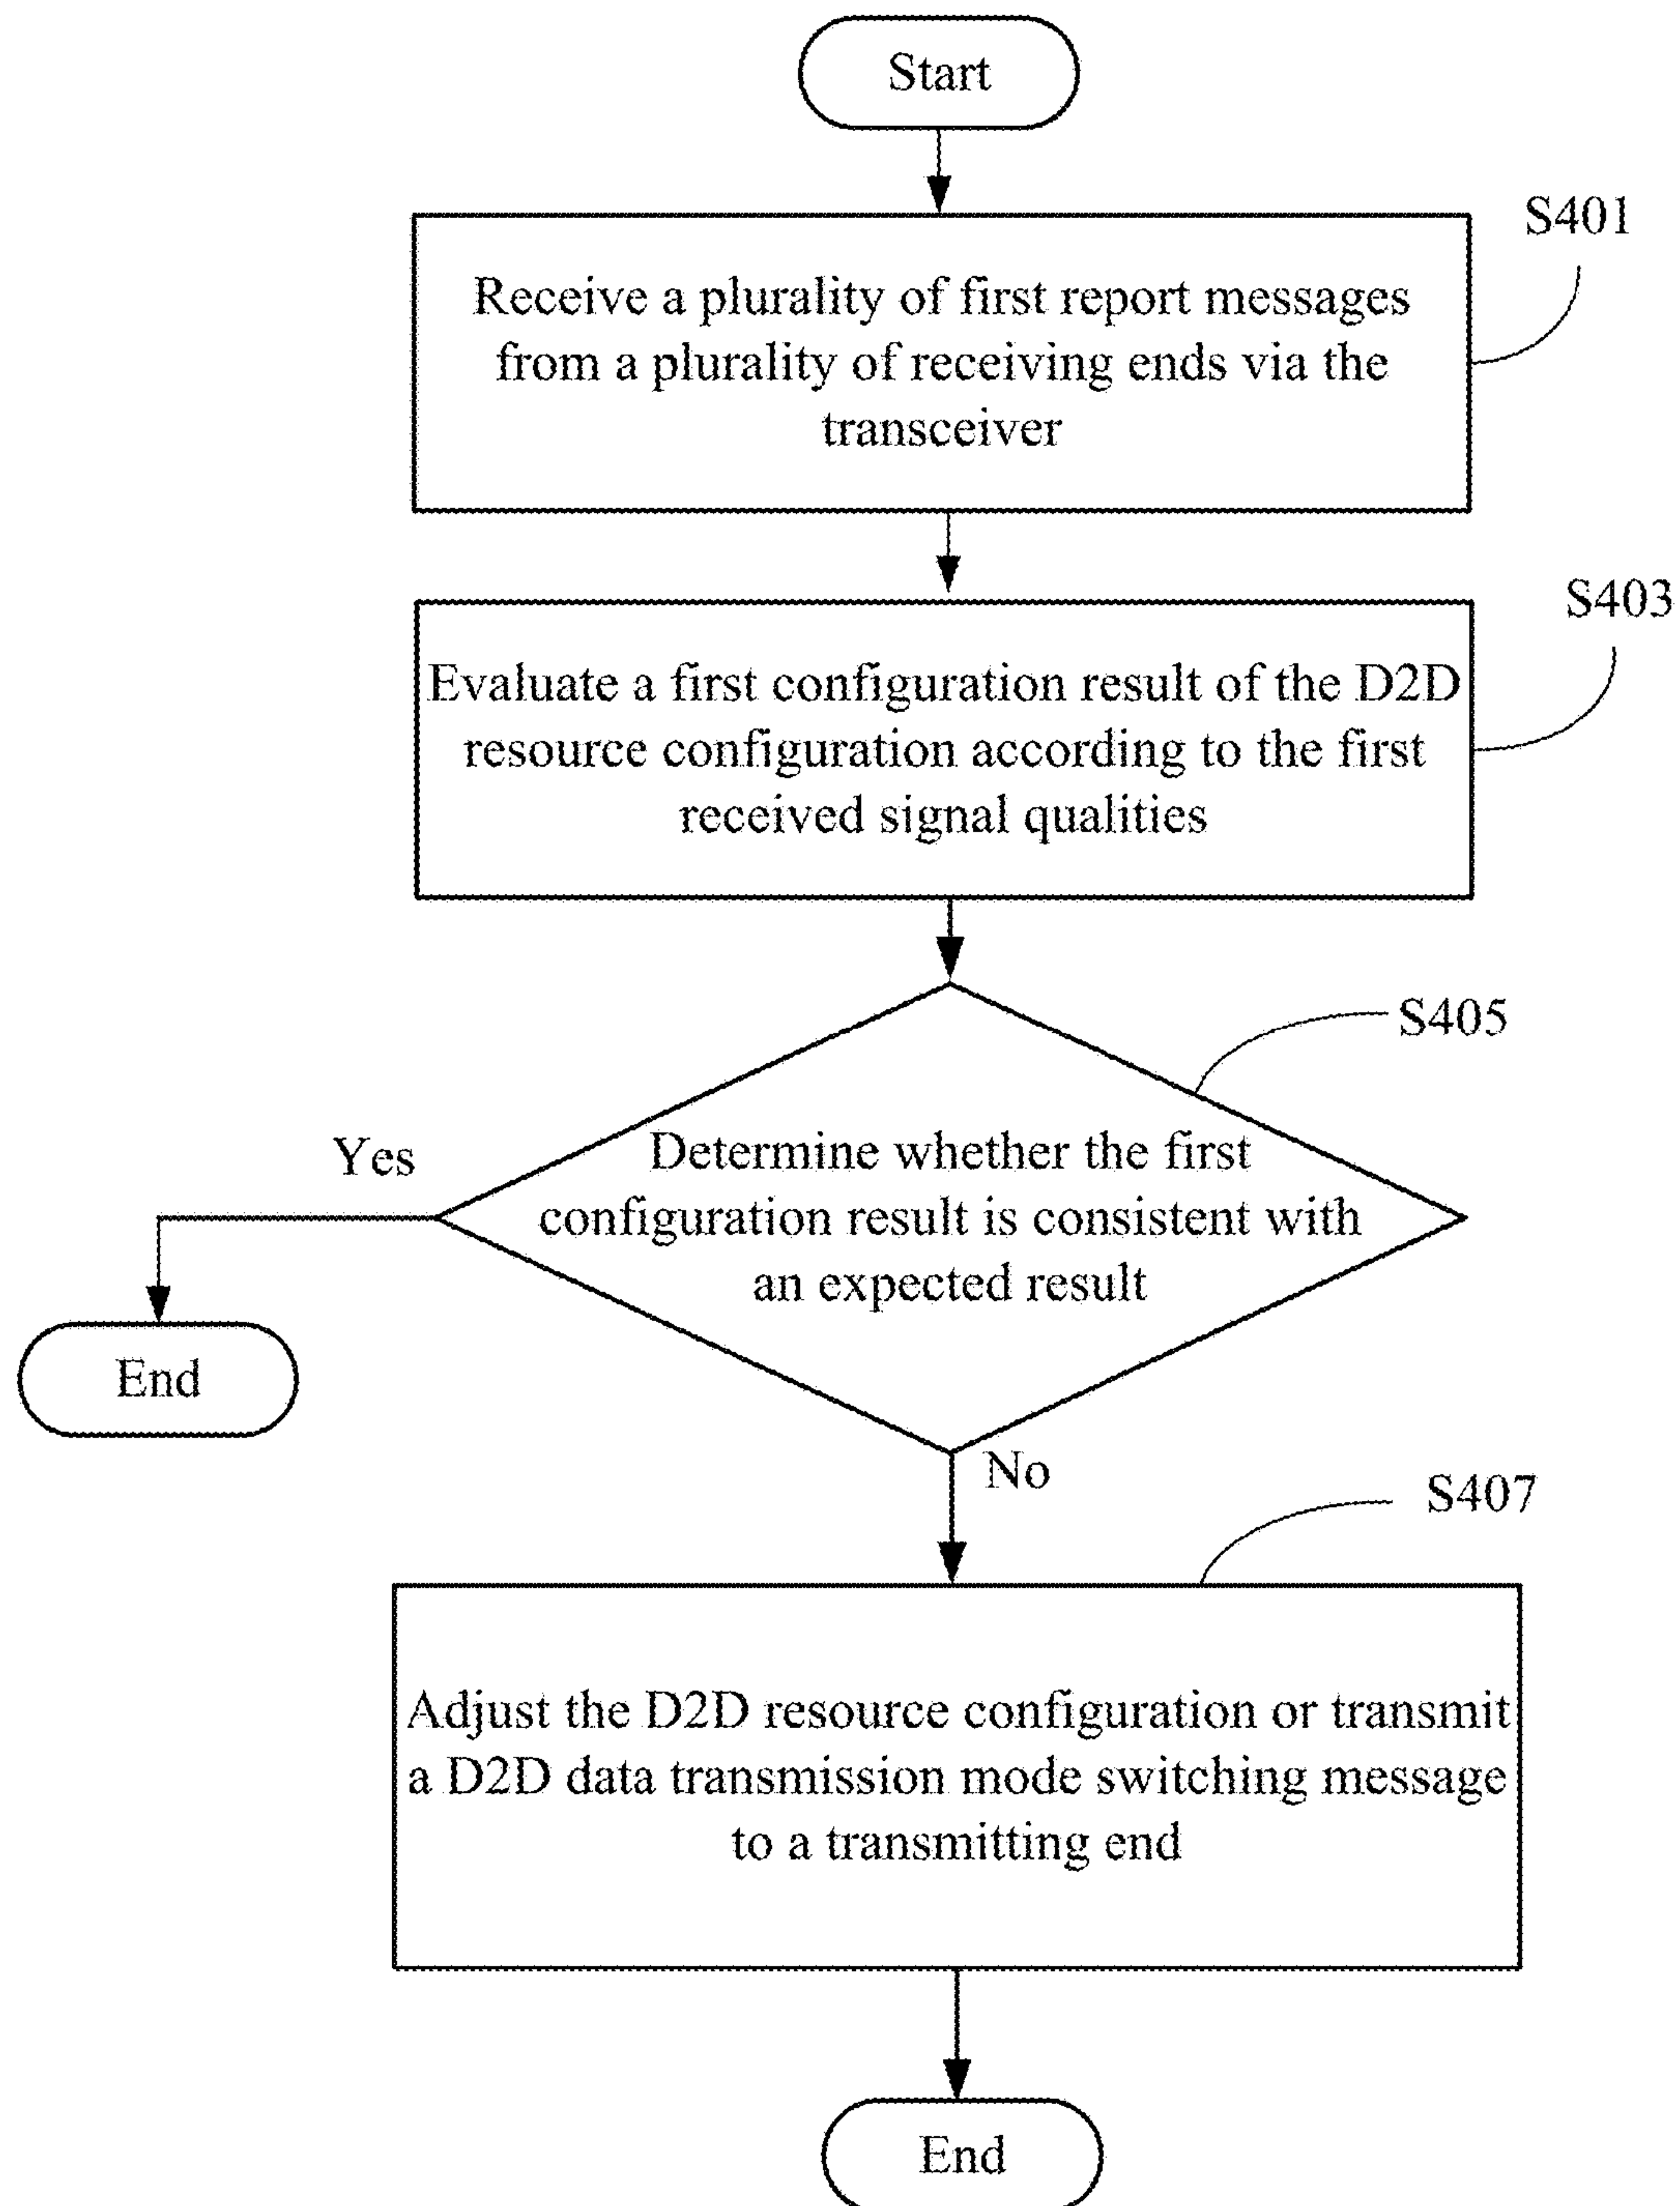 Start
S401
Receive a plurality of first report messages
from a plurality of receiving ends via the
transceiver
S403
Evaluate a first configuration result of the D2D
resource configuration according to the first
received signal qualities
S405
Yes
Determine whether the first
configuration result is consistent with
an expected result
End
No
S407
Adjust the D2D resource configuration or transmit
a D2D data transmission mode switching message
to a transmitting end
End